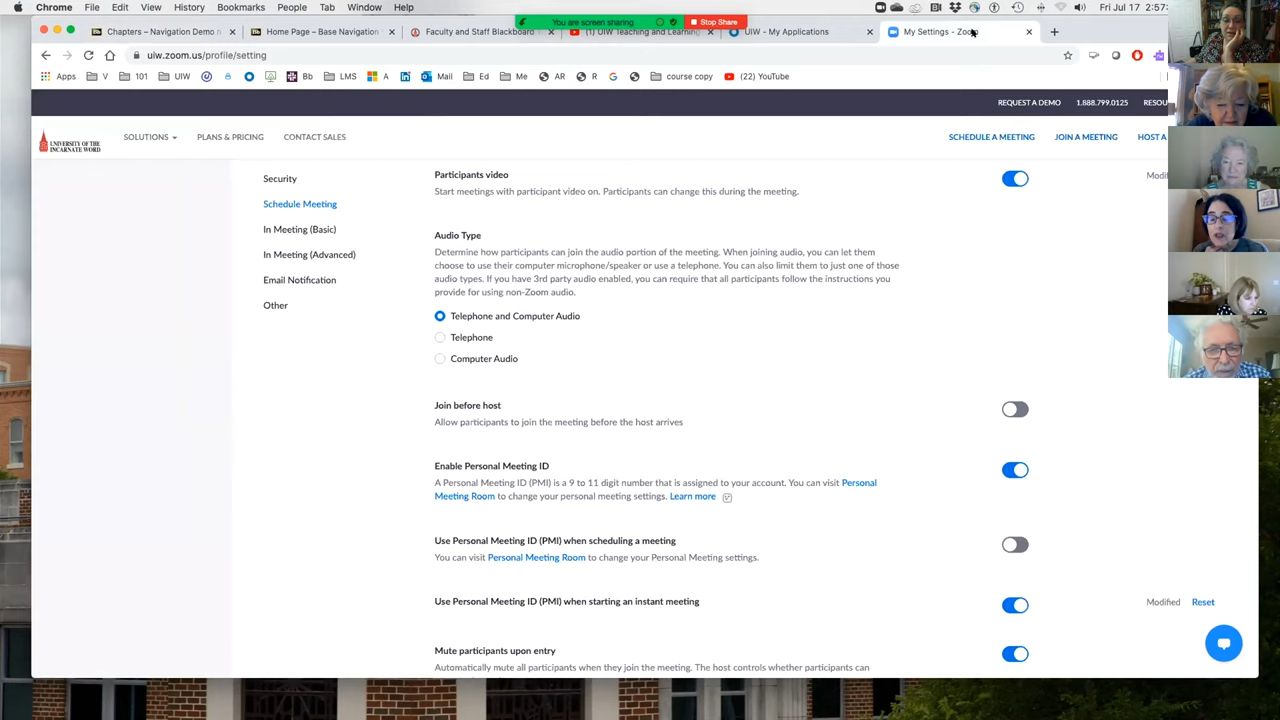 Chrome File Edit View History Bookmarks People Tab Window Help
Fri Jul 17 2:57:
You are screen sharing
Stop Share
Chapters – Navigation Demo
Home Page – Base Navigation
Faculty and Staff Blackboard
(1) UIW Teaching and Learning
UIW - My Applications
My Settings - Zoom
uiw.zoom.us/profile/setting
Apps V 101 UIW Bb LMS A Mail Ed Me AR R course copy (22) YouTube
REQUEST A DEMO 1.888.799.0125
UNIVERSITY OF THE
INCARNATE WORD
SOLUTIONS PLANS & PRICING CONTACT SALES
SCHEDULE A MEETING JOIN A MEETING HOST A
Security
Schedule Meeting
In Meeting (Basic)
In Meeting (Advanced)
Email Notification
Other
Participants video
Start meetings with participant video on. Participants can change this during the meeting.
Audio Type
Determine how participants can join the audio portion of the meeting. When joining audio, you can let them
choose to use their computer microphone/speaker or use a telephone. You can also limit them to just one of those
audio types. If you have 3rd party audio enabled, you can require that all participants follow the instructions you
provide for using non-Zoom audio.
Telephone and Computer Audio
Telephone
Computer Audio
Join before host
Allow participants to join the meeting before the host arrives
Enable Personal Meeting ID
A Personal Meeting ID (PMI) is a 9 to 11 digit number that is assigned to your account. You can visit Personal
Meeting Room to change your personal meeting settings. Learn more
Use Personal Meeting ID (PMI) when scheduling a meeting
You can visit Personal Meeting Room to change your Personal Meeting settings.
Use Personal Meeting ID (PMI) when starting an instant meeting
Modified Reset
Mute participants upon entry
Automatically mute all participants when they join the meeting. The host controls whether participants can